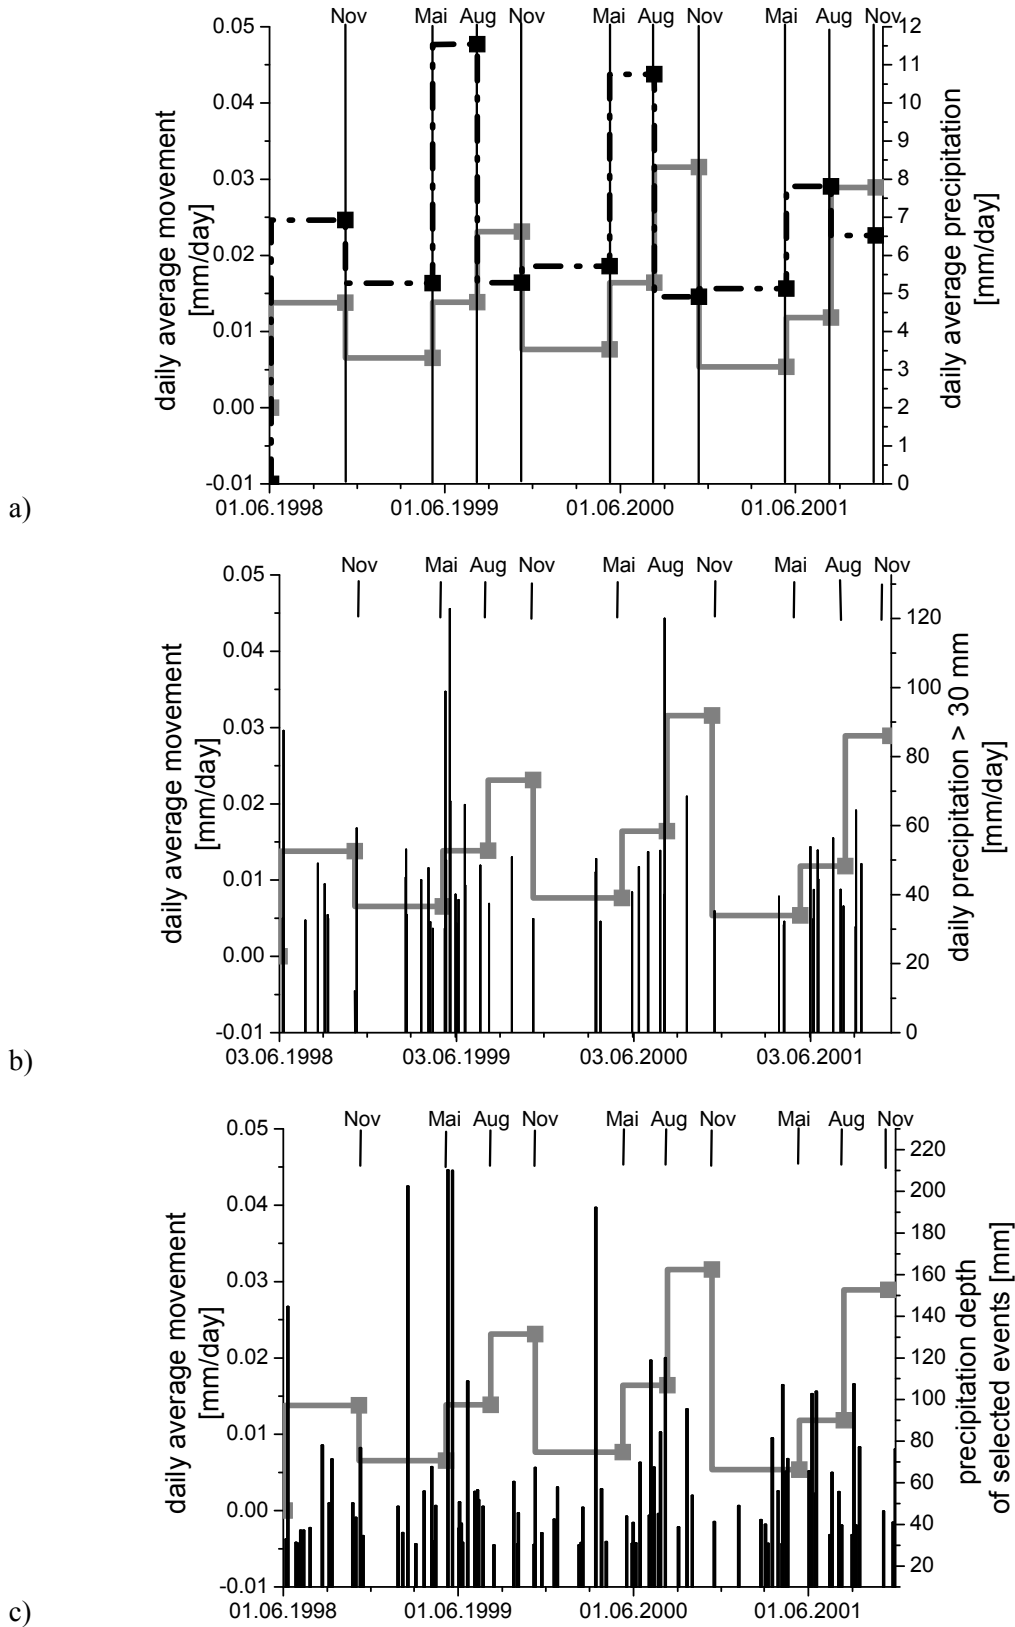 Nov Mai Aug Nov Mai Aug Nov Mai Aug Nov
0.05
0.04
0.03
0.02
0.01
0.00
-0.01
daily average movement
[mm/day]
12
11
10
9
8
7
6
5
4
3
2
1
0
daily average precipitation
[mm/day]
01.06.1998 01.06.1999 01.06.2000 01.06.2001
a)
Nov Mai Aug Nov Mai Aug Nov Mai Aug Nov
0.05
0.04
0.03
0.02
0.01
0.00
-0.01
daily average movement
[mm/day]
120
100
80
60
40
20
0
daily precipitation > 30 mm
[mm/day]
03.06.1998 03.06.1999 03.06.2000 03.06.2001
b)
Nov Mai Aug Nov Mai Aug Nov Mai Aug Nov
0.05
0.04
0.03
0.02
0.01
0.00
-0.01
daily average movement
[mm/day]
220
200
180
160
140
120
100
80
60
40
20
precipitation depth
of selected events [mm]
01.06.1998 01.06.1999 01.06.2000 01.06.2001
c)